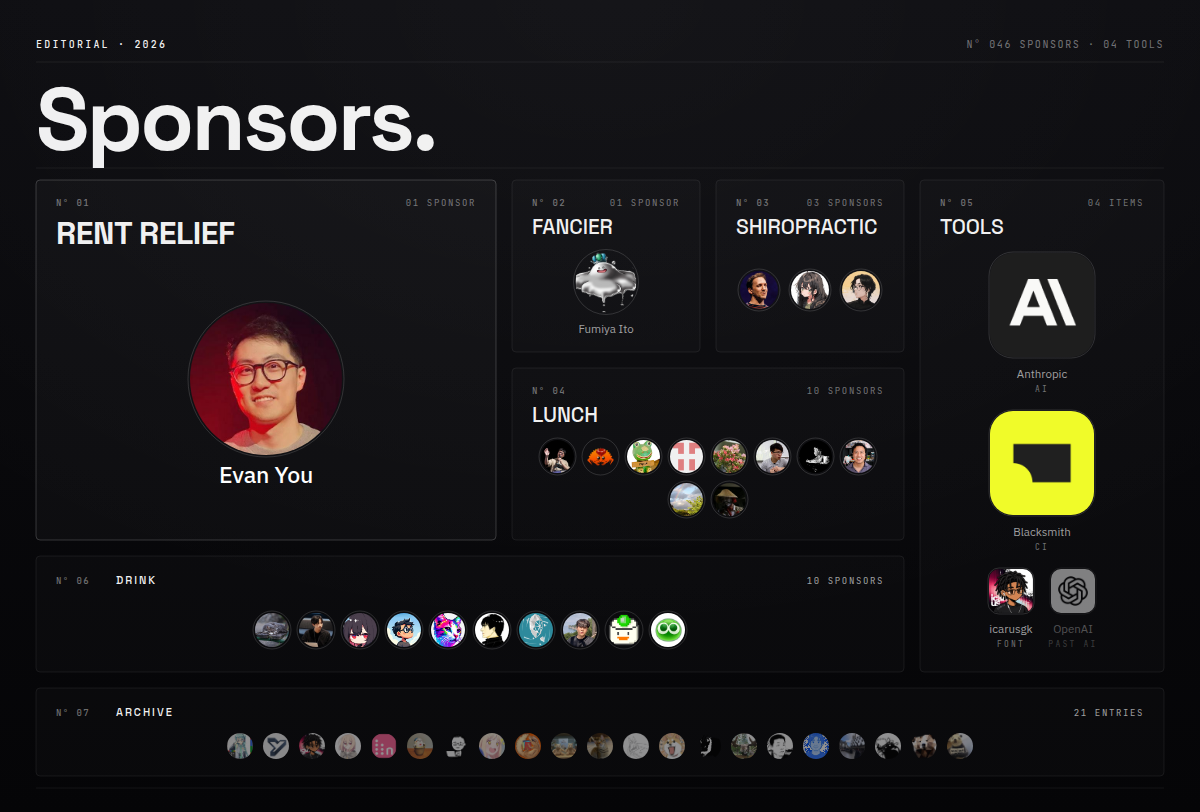 EDITORIAL · 2026
N° 046 SPONSORS · 04 TOOLS
Sponsors.
N° 01
01 SPONSOR
RENT RELIEF
Evan You
N° 02
01 SPONSOR
FANCIER
Fumiya Ito
N° 03
03 SPONSORS
SHIROPRACTIC
N° 04
10 SPONSORS
LUNCH
N° 05
04 ITEMS
TOOLS
Anthropic
AI
Blacksmith
CI
icarusgk
FONT
OpenAI
PAST AI
N° 06
DRINK
10 SPONSORS
N° 07
ARCHIVE
21 ENTRIES